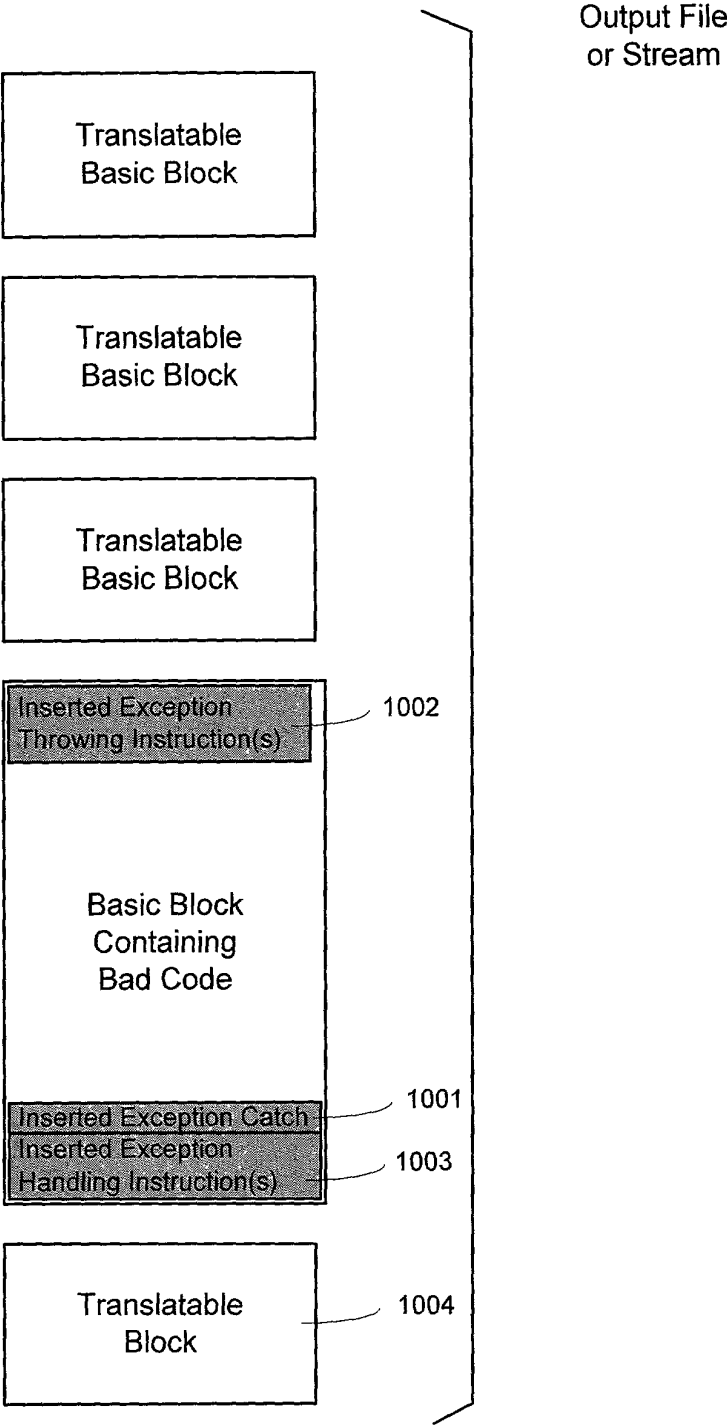 Output File
or Stream
Translatable
Basic Block
Translatable
Basic Block
Translatable
Basic Block
Inserted Exception
Throwing Instruction(s)
1002
Basic Block
Containing
Bad Code
1001
Inserted Exception Catch
Inserted Exception
Handling Instruction(s)
1003
Translatable
Block
1004